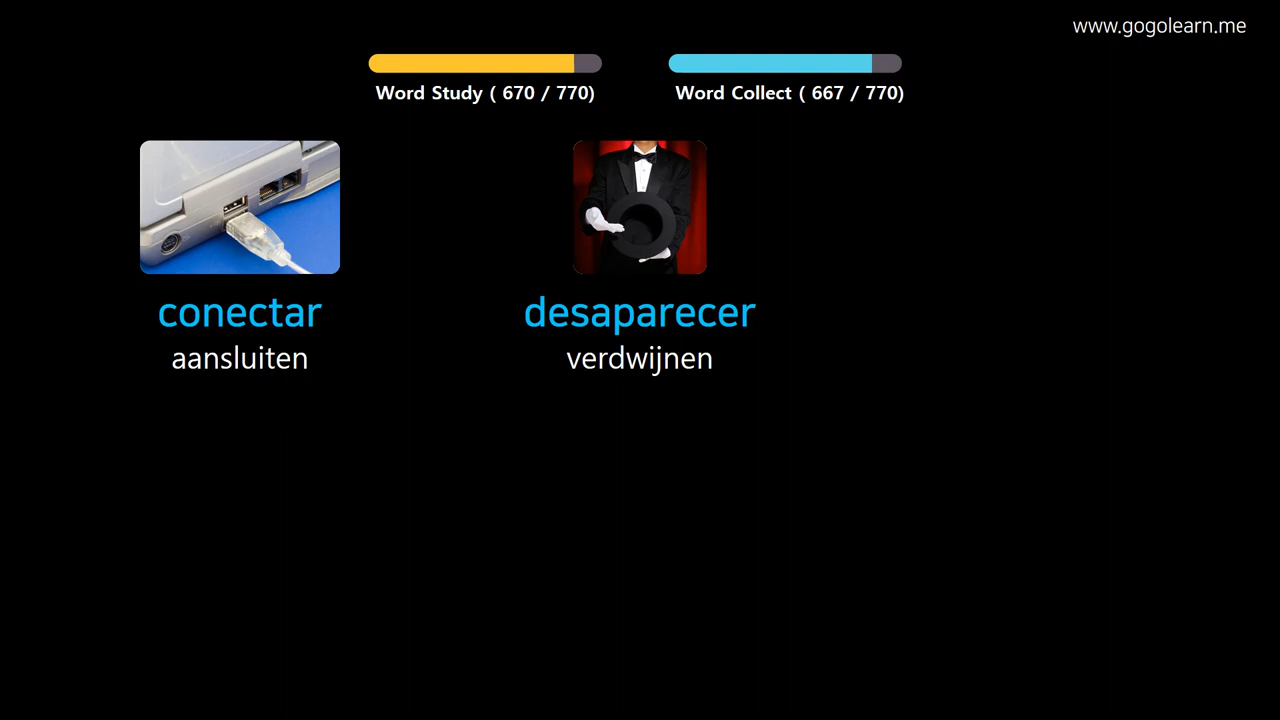 www.gogolearn.me
Word Study ( 670 / 770)
Word Collect ( 667 / 770)
conectar
aansluiten
desaparecer
verdwijnen